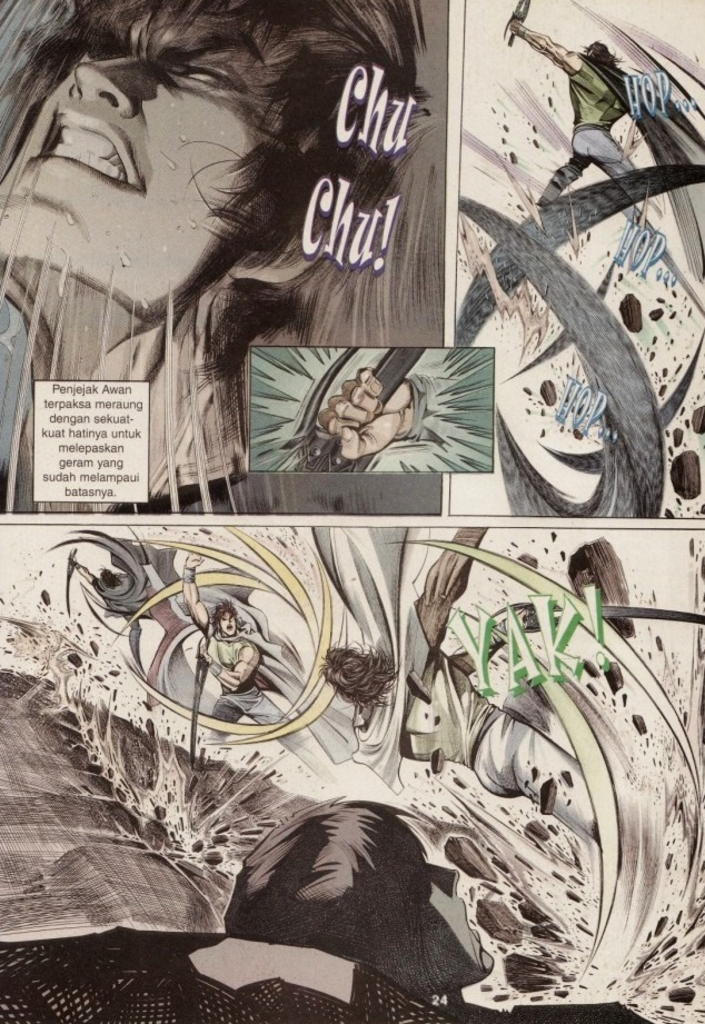 Chu
Chu!
HOP...
HOP...
HOP...
Penjejak Awan
terpaksa meraung
dengan sekuat-
kuat hatinya untuk
melepaskan
geram yang
sudah melampaui
batasnya.
YAK!
24